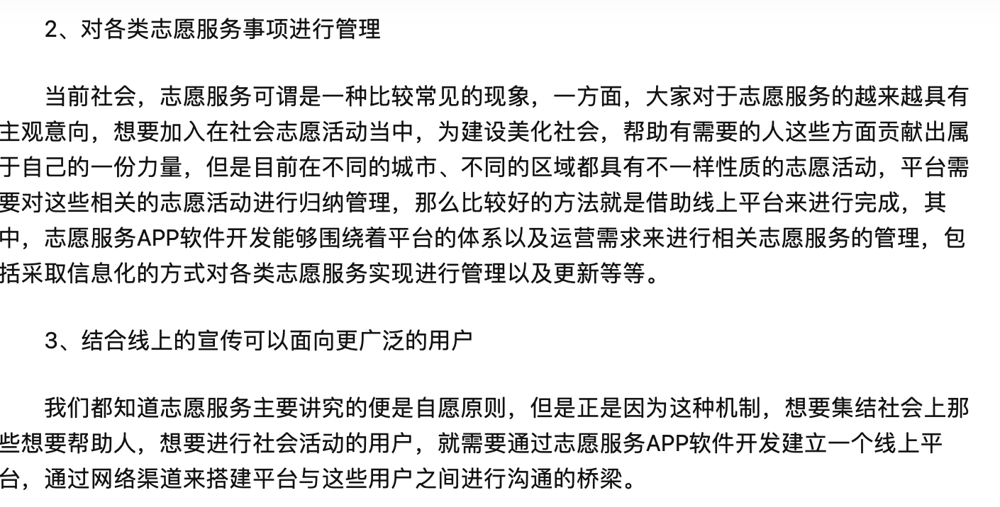 2、对各类志愿服务事项进行管理
当前社会，志愿服务可谓是一种比较常见的现象，一方面，大家对于志愿服务的越来越具有
主观意向，想要加入在社会志愿活动当中，为建设美化社会，帮助有需要的人这些方面贡献出属
于自己的一份力量，但是目前在不同的城市、不同的区域都具有不一样性质的志愿活动，平台需
要对这些相关的志愿活动进行归纳管理，那么比较好的方法就是借助线上平台来进行完成，其
中，志愿服务APP软件开发能够围绕着平台的体系以及运营需求来进行相关志愿服务的管理，包
括采取信息化的方式对各类志愿服务实现进行管理以及更新等等。
3、结合线上的宣传可以面向更广泛的用户
我们都知道志愿服务主要讲究的便是自愿原则，但是正是因为这种机制，想要集结社会上那
些想要帮助人，想要进行社会活动的用户，就需要通过志愿服务APP软件开发建立一个线上平
台，通过网络渠道来搭建平台与这些用户之间进行沟通的桥梁。